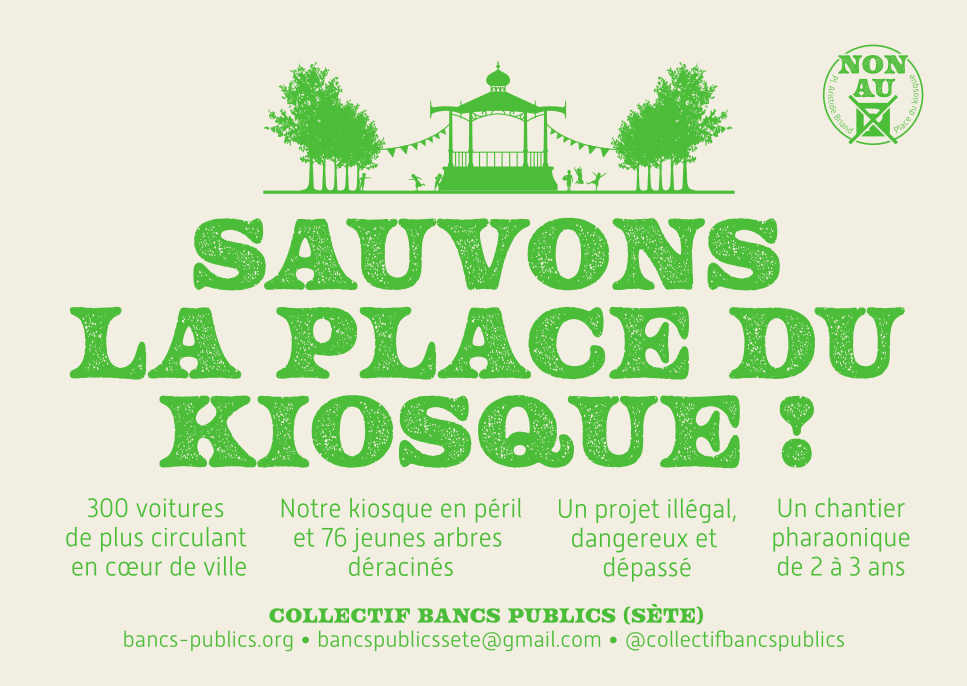 NON
AU
Pl. Aristide Briand
Place du kiosque
SAUVONS
LA PLACE DU
KIOSQUE !
300 voitures
de plus circulant
en cœur de ville
Notre kiosque en péril
et 76 jeunes arbres
déracinés
Un projet illégal,
dangereux et
dépassé
Un chantier
pharaonique
de 2 à 3 ans
COLLECTIF BANCS PUBLICS (SÈTE)
bancs-publics.org • bancspublicssete@gmail.com • @collectifbancspublics